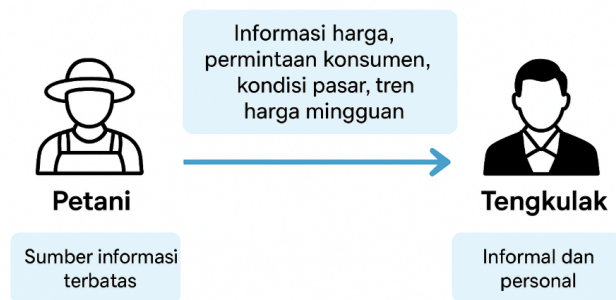 Informasi harga,
permintaan konsumen,
kondisi pasar, tren
harga mingguan
Petani
Tengkulak
Sumber informasi
terbatas
Informal dan
personal